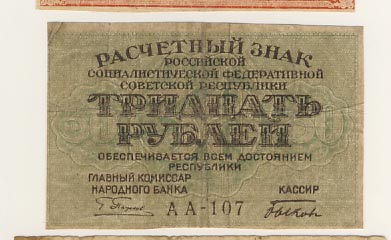 РАСЧЕТНЫЙ ЗНАК
РОССИЙСКОЙ
СОЦИАЛИСТИЧЕСКОЙ ФЕДЕРАТИВНОЙ
СОВЕТСКОЙ РЕСПУБЛИКИ
ТРИДЦАТЬ
РУБЛЕЙ
ОБЕСПЕЧИВАЕТСЯ ВСЕМ ДОСТОЯНИЕМ
РЕСПУБЛИКИ
ГЛАВНЫЙ КОМИССАР
НАРОДНОГО БАНКА
КАССИР
АА-107